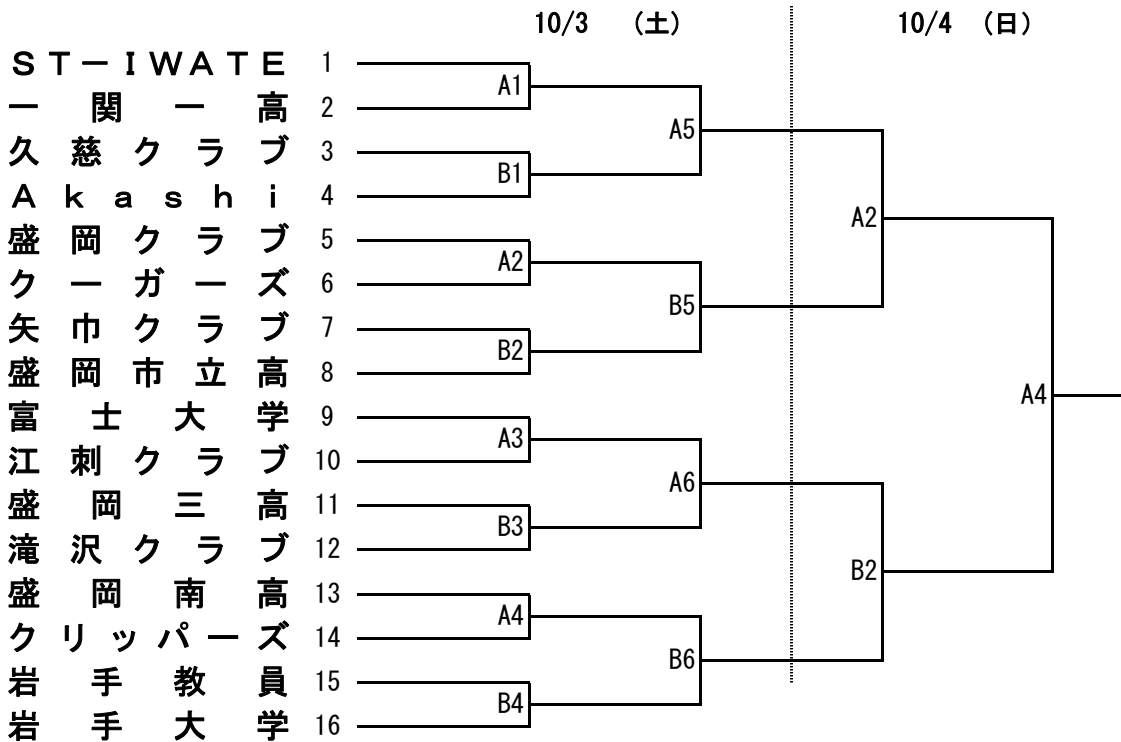 10/3 （土） 10/4 （日）
ＳＴ－ＩＷＡＴＥ 1
一関一高 2
久慈クラブ 3
Ａｋａｓｈｉ 4
盛岡クラブ 5
クーガーズ 6
矢巾クラブ 7
盛岡市立高 8
富士大学 9
江刺クラブ 10
盛岡三高 11
滝沢クラブ 12
盛岡南高 13
クリッパーズ 14
岩手教員 15
岩手大学 16
A1
B1
A2
B2
A3
B3
A4
B4
A5
B5
A6
B6
A2
B2
A4